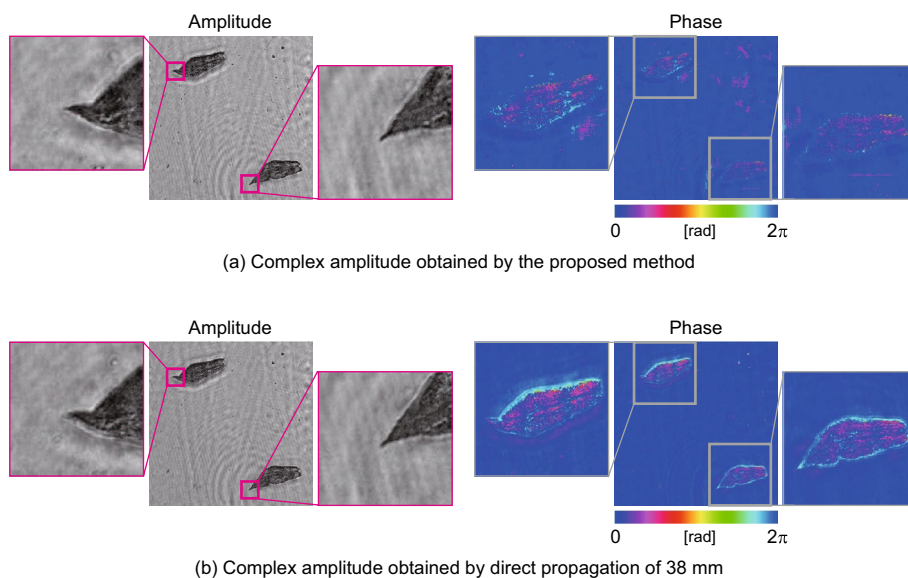 Amplitude
Phase
0 [rad] 2π
(a) Complex amplitude obtained by the proposed method
Amplitude
Phase
0 [rad] 2π
(b) Complex amplitude obtained by direct propagation of 38 mm